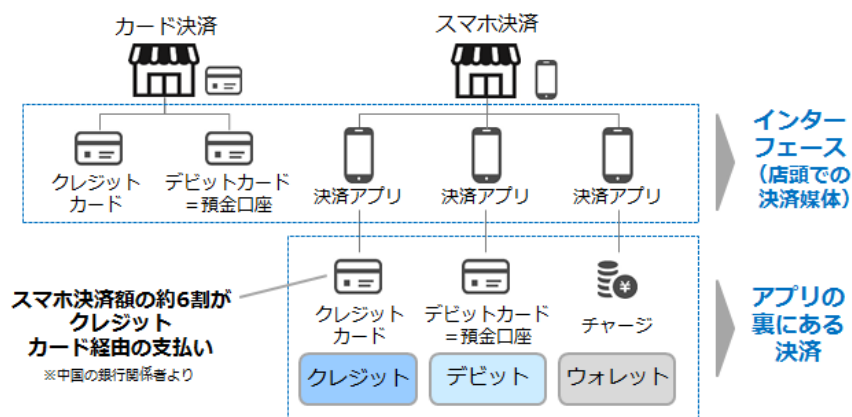 カード決済
スマホ決済
クレジット
カード
デビットカード
＝預金口座
決済アプリ
決済アプリ
決済アプリ
インター
フェース
（店頭での
決済媒体）
スマホ決済額の約6割が
クレジット
カード経由の支払い
※中国の銀行関係者より
クレジット
カード
デビットカード
＝預金口座
¥
チャージ
クレジット
デビット
ウォレット
アプリの
裏にある
決済